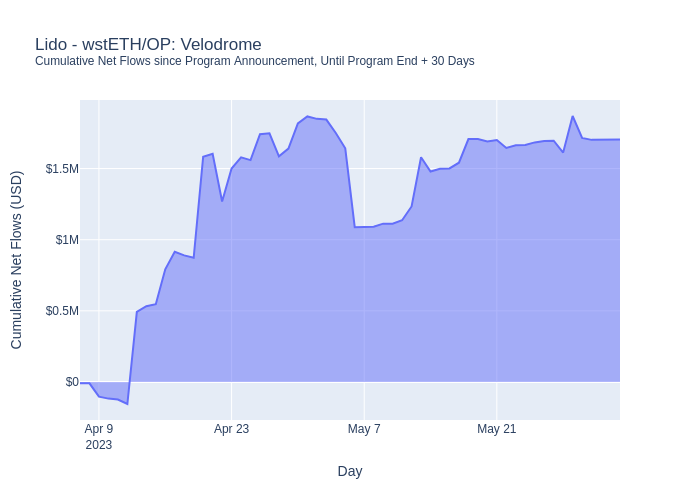 Lido - wstETH/OP: Velodrome
Cumulative Net Flows since Program Announcement, Until Program End + 30 Days
Cumulative Net Flows (USD)
$1.5M
$1M
$0.5M
$0
Apr 9
2023
Apr 23
May 7
May 21
Day